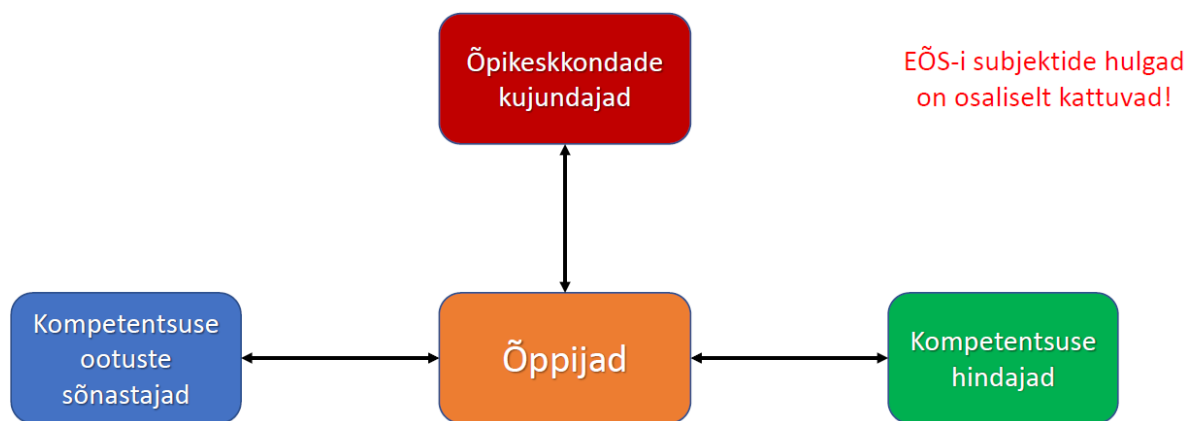 Õpikeskkondade
kujundajad
EÕS-i subjektide hulgad
on osaliselt kattuvad!
Kompetentsuse
ootuste
sõnastajad
Õppijad
Kompetentsuse
hindajad